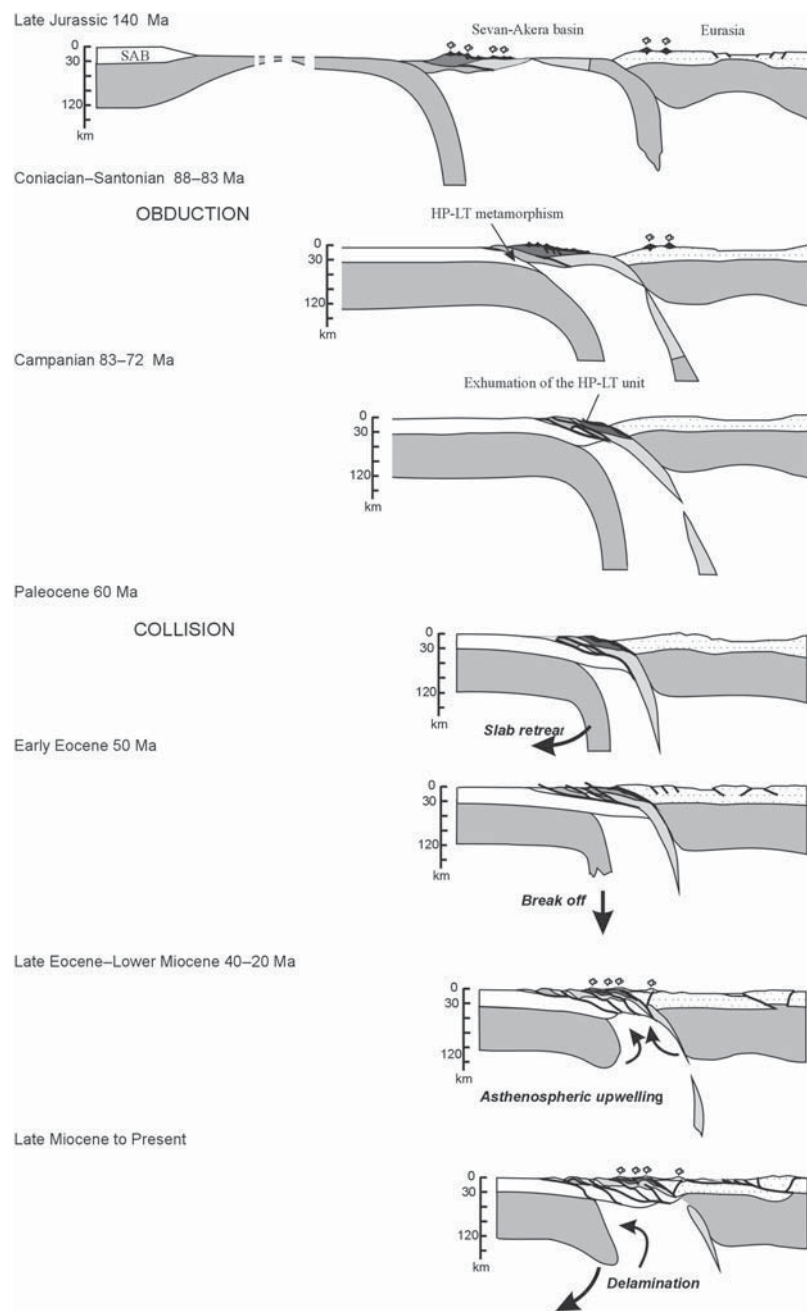 Late Jurassic 140 Ma
Sevan-Akera basin
Eurasia
0
30
120
km
SAB
Coniacian–Santonian 88–83 Ma
OBDUCTION
HP-LT metamorphism
0
30
120
km
Campanian 83–72 Ma
Exhumation of the HP-LT unit
0
30
120
km
Paleocene 60 Ma
COLLISION
0
30
120
km
Slab retrea
Early Eocene 50 Ma
0
30
120
km
Break off
Late Eocene–Lower Miocene 40–20 Ma
0
30
120
km
Asthenospheric upwelling
Late Miocene to Present
0
30
120
km
Delamination